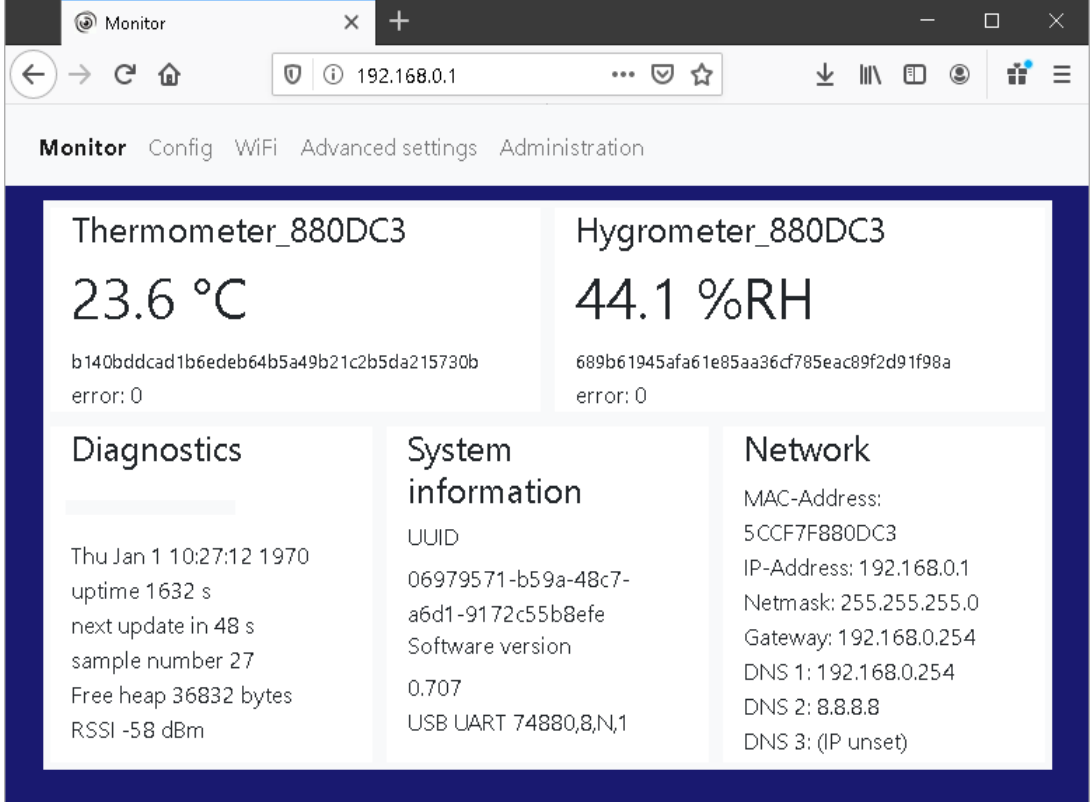 Monitor
192.168.0.1
Monitor Config WiFi Advanced settings Administration
Thermometer_880DC3
23.6 °C
b140bddcad1b6edeb64b5a49b21c2b5da215730b
error: 0
Hygrometer_880DC3
44.1 %RH
689b61945afa61e85aa36cf785eac89f2d91f98a
error: 0
Diagnostics
Thu Jan 1 10:27:12 1970
uptime 1632 s
next update in 48 s
sample number 27
Free heap 36832 bytes
RSSI -58 dBm
System
information
UUID
06979571-b59a-48c7-
a6d1-9172c55b8efe
Software version
0.707
USB UART 74880,8,N,1
Network
MAC-Address:
5CCF7F880DC3
IP-Address: 192.168.0.1
Netmask: 255.255.255.0
Gateway: 192.168.0.254
DNS 1: 192.168.0.254
DNS 2: 8.8.8.8
DNS 3: (IP unset)